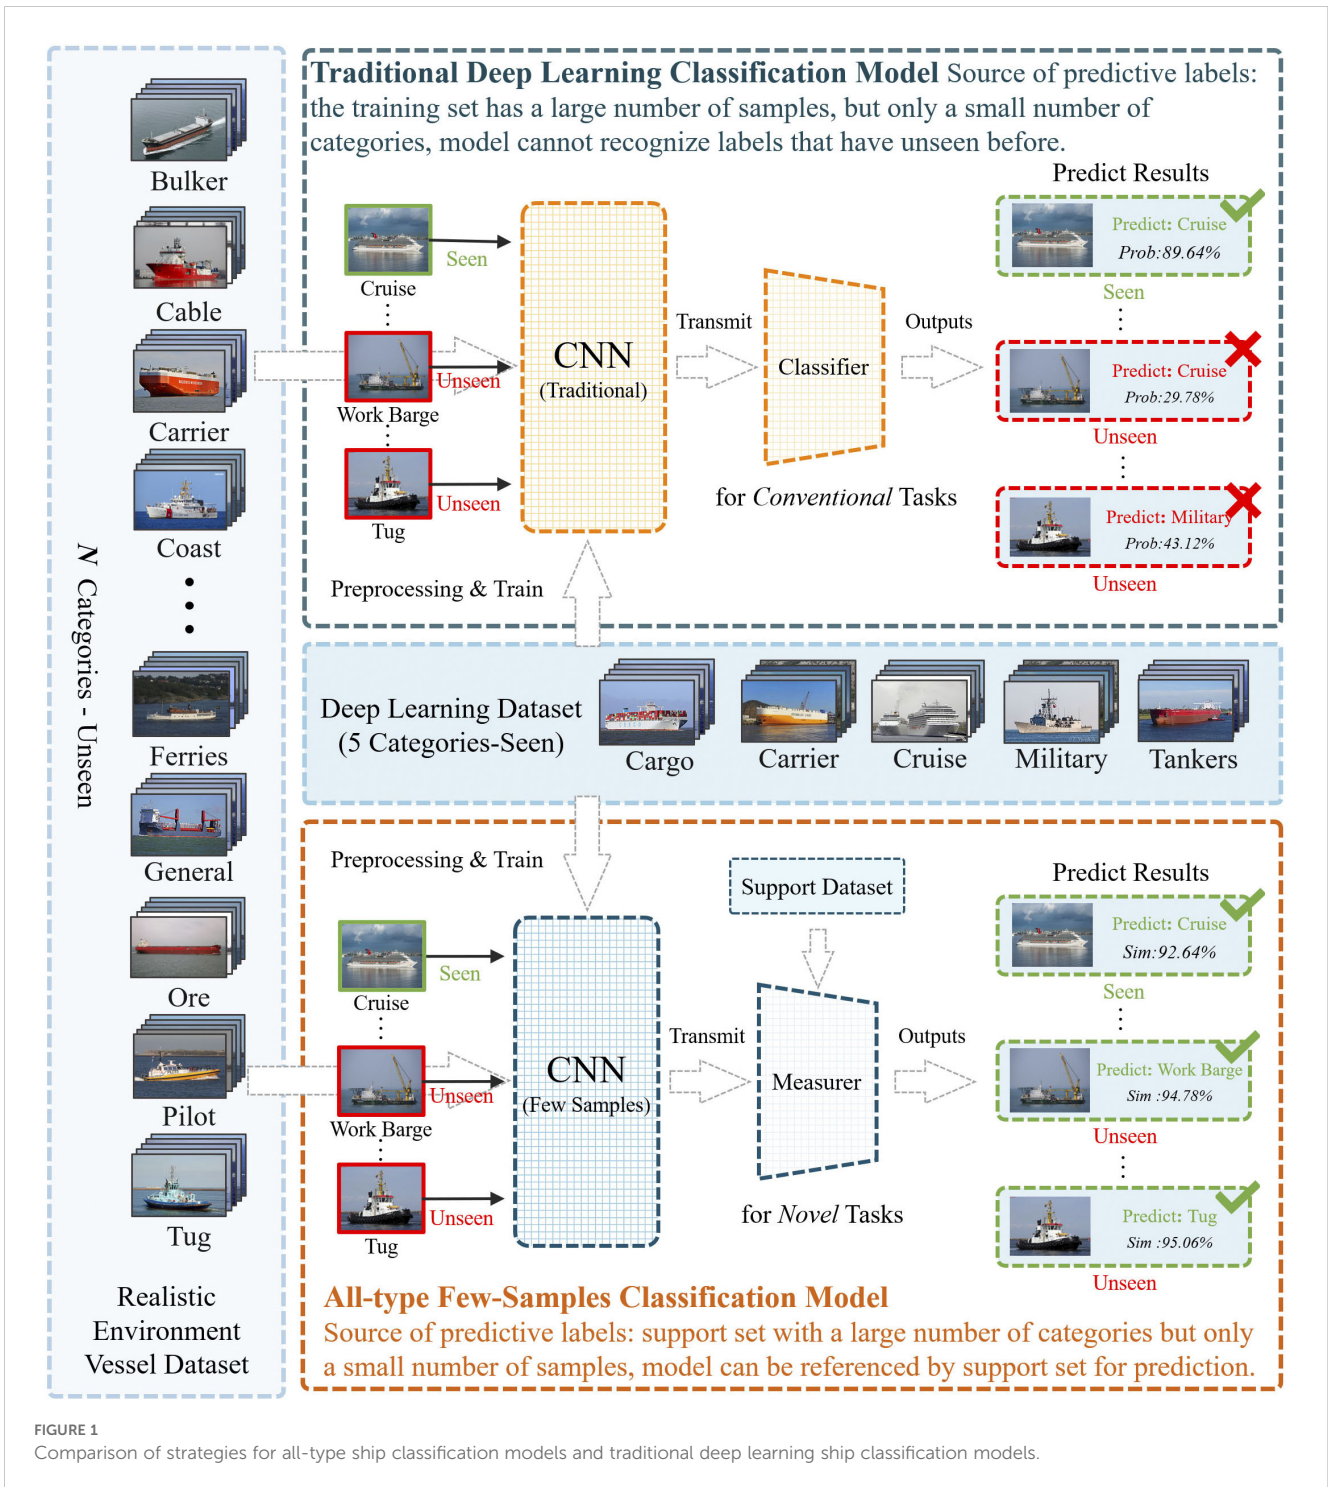 Bulker
Cable
Carrier
Coast
Ferries
General
Ore
Pilot
Tug
N Categories - Unseen
Realistic
Environment
Vessel Dataset
Traditional Deep Learning Classification Model Source of predictive labels:
the training set has a large number of samples, but only a small number of
categories, model cannot recognize labels that have unseen before.
Predict Results
Seen
Cruise
Unseen
Work Barge
Unseen
Tug
CNN
(Traditional)
Transmit
Classifier
Outputs
for Conventional Tasks
Predict: Cruise
Prob:89.64%
Seen
Predict: Cruise
Prob:29.78%
Unseen
Predict: Military
Prob:43.12%
Unseen
Preprocessing & Train
Deep Learning Dataset
(5 Categories-Seen)
Cargo
Carrier
Cruise
Military
Tankers
Preprocessing & Train
Support Dataset
Predict Results
Seen
Cruise
Unseen
Work Barge
Unseen
Tug
CNN
(Few Samples)
Transmit
Measurer
Outputs
for Novel Tasks
Predict: Cruise
Sim:92.64%
Seen
Predict: Work Barge
Sim :94.78%
Unseen
Predict: Tug
Sim :95.06%
Unseen
All-type Few-Samples Classification Model
Source of predictive labels: support set with a large number of categories but only
a small number of samples, model can be referenced by support set for prediction.
FIGURE 1
Comparison of strategies for all-type ship classification models and traditional deep learning ship classification models.